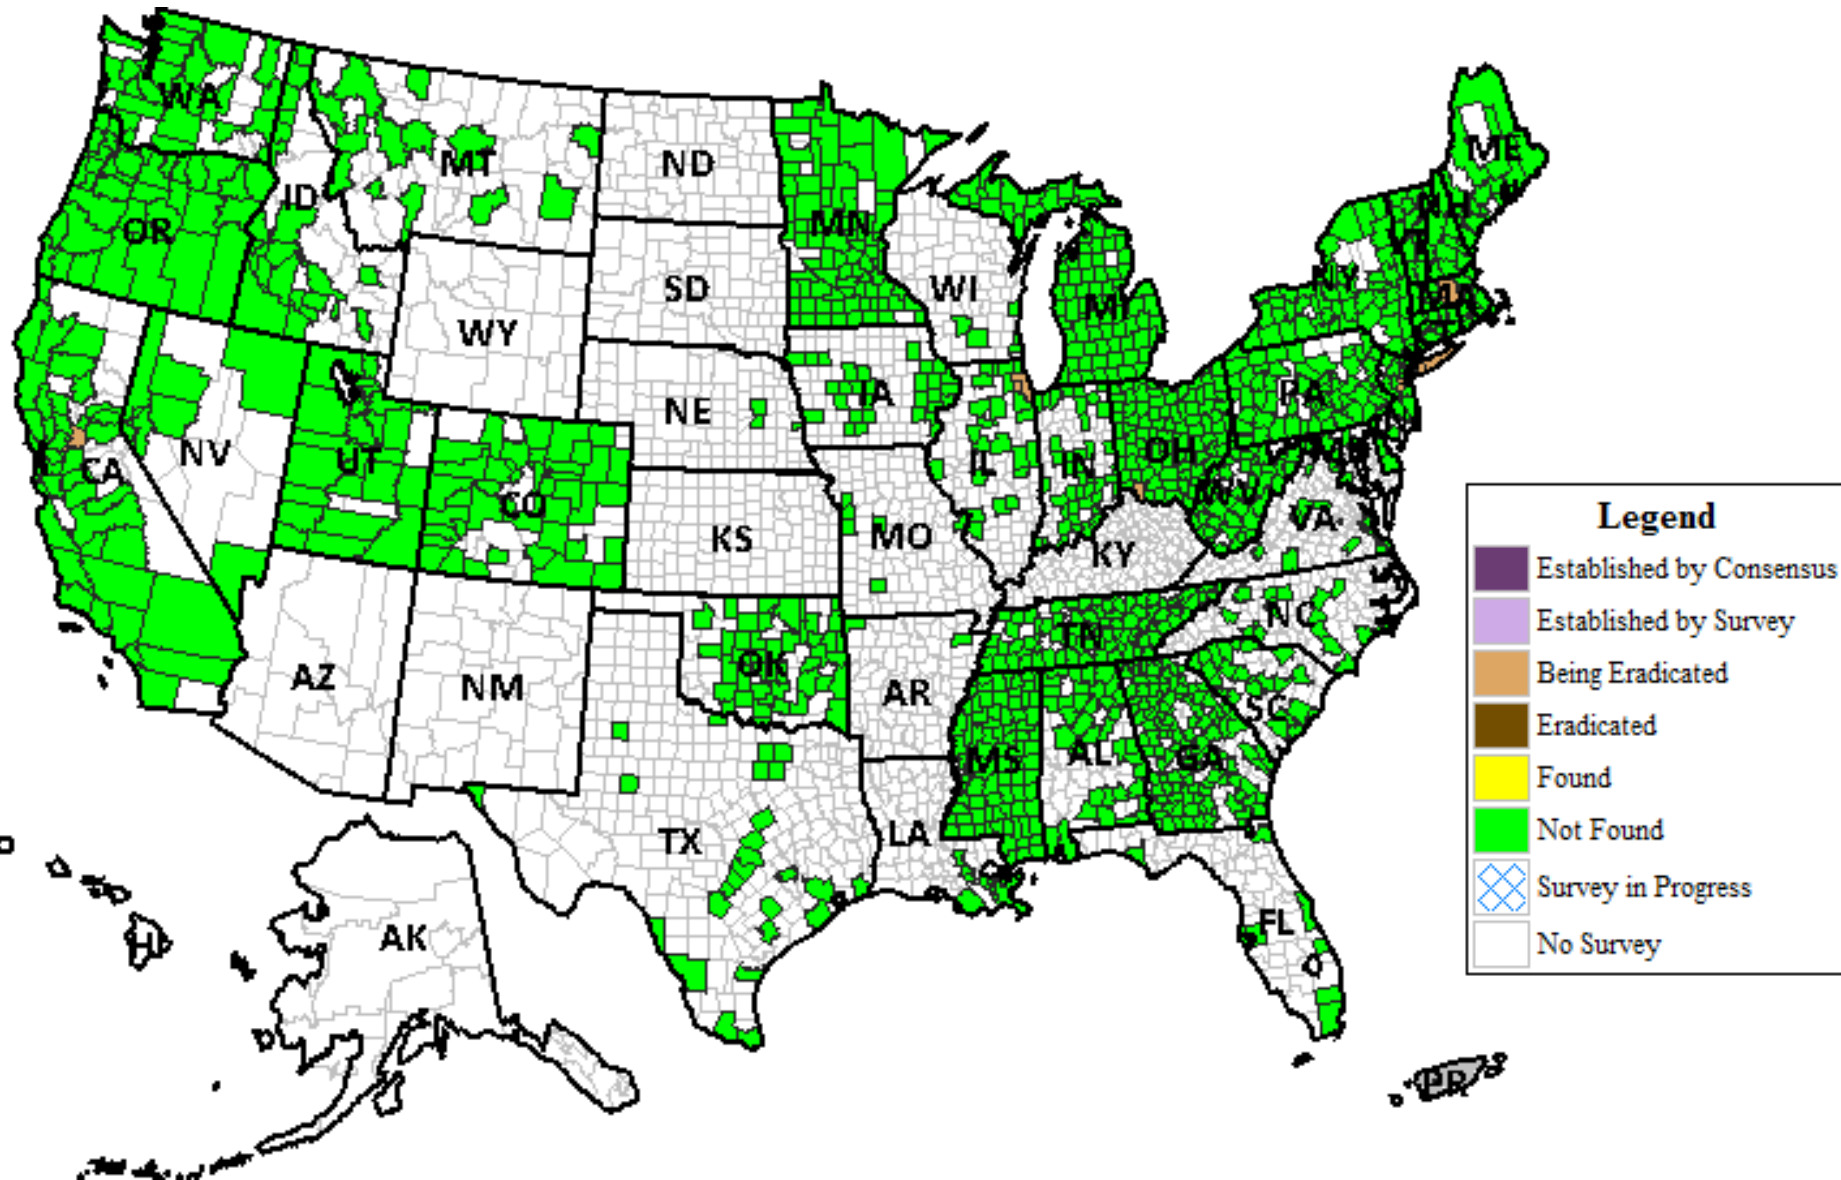 WA
MT
ND
ME
ID
OR
MN
NH
SD
WI
NY
MI
MA
WY
NE
IA
PA
NV
CA
UT
CO
IL
IN
OH
WV
KS
MO
KY
VA
Legend
Established by Consensus
Established by Survey
Being Eradicated
Eradicated
Found
Not Found
Survey in Progress
No Survey
TN
NC
OK
AZ
NM
AR
SC
MS
AL
GA
TX
LA
FL
HI
AK
PR